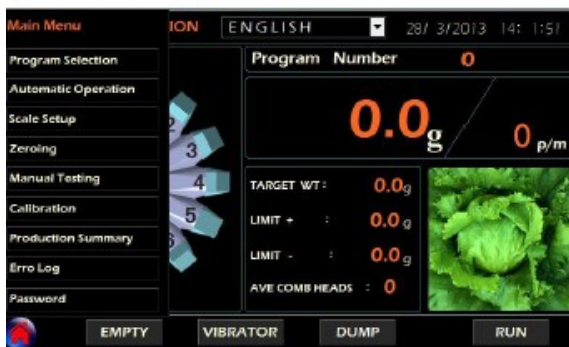 Main Menu
ION ENGLISH 28/ 3/2013 14: 1:51
Program Selection
Automatic Operation
Scale Setup
Zeroing
Manual Testing
Calibration
Production Summary
Erro Log
Password
Program Number 0
0.0g
0 p/m
2
3
4
5
6
TARGET WT: 0.0g
LIMIT + : 0.0g
LIMIT - : 0.0g
AVE COMB HEADS : 0
EMPTY VIBRATOR DUMP RUN